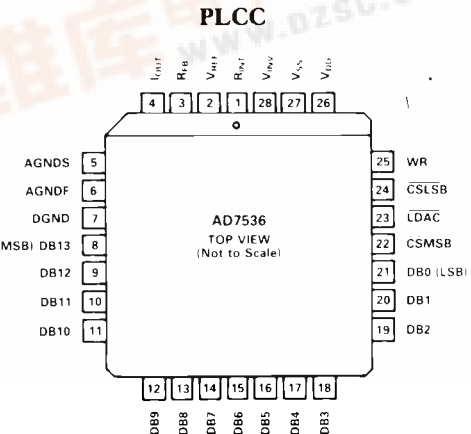 PLCC
IOUT RFB VREF RINT VINV VSS VDD
4 3 2 1 28 27 26
AGNDS 5
AGNDF 6
DGND 7
MSB) DB13 8
DB12 9
DB11 10
DB10 11
AD7536
TOP VIEW
(Not to Scale)
25 WR
24 CSLSB
23 LDAC
22 CSMSB
21 DB0 (LSB)
20 DB1
19 DB2
12 13 14 15 16 17 18
DB9 DB8 DB7 DB6 DB5 DB4 DB3